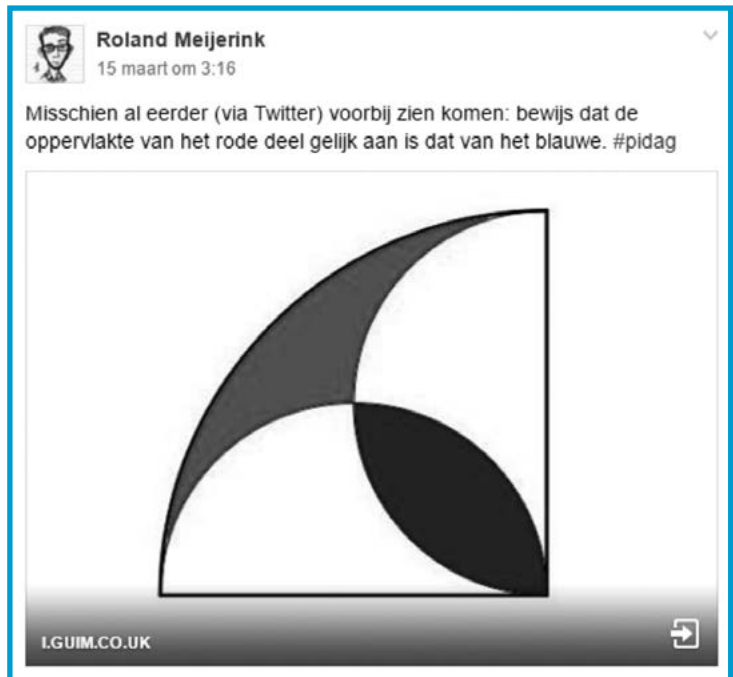 Roland Meijerink
15 maart om 3:16
Misschien al eerder (via Twitter) voorbij zien komen: bewijs dat de
oppervlakte van het rode deel gelijk aan is dat van het blauwe. #pidag
I.GUIM.CO.UK